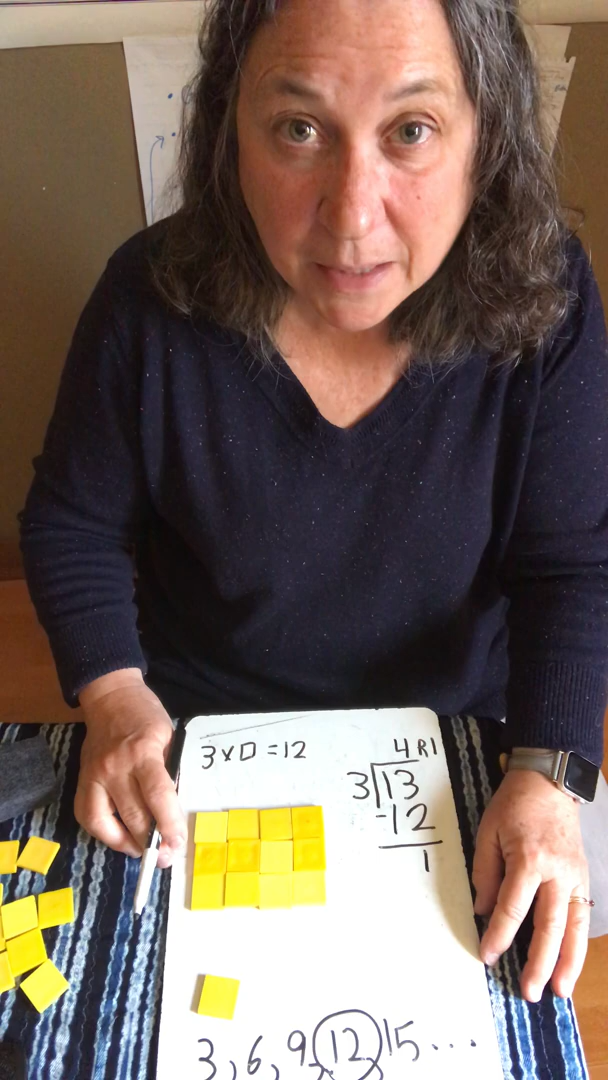 3 x □ = 12
4 R1
3 13
-12
1
3, 6, 9, 12, 15 ...